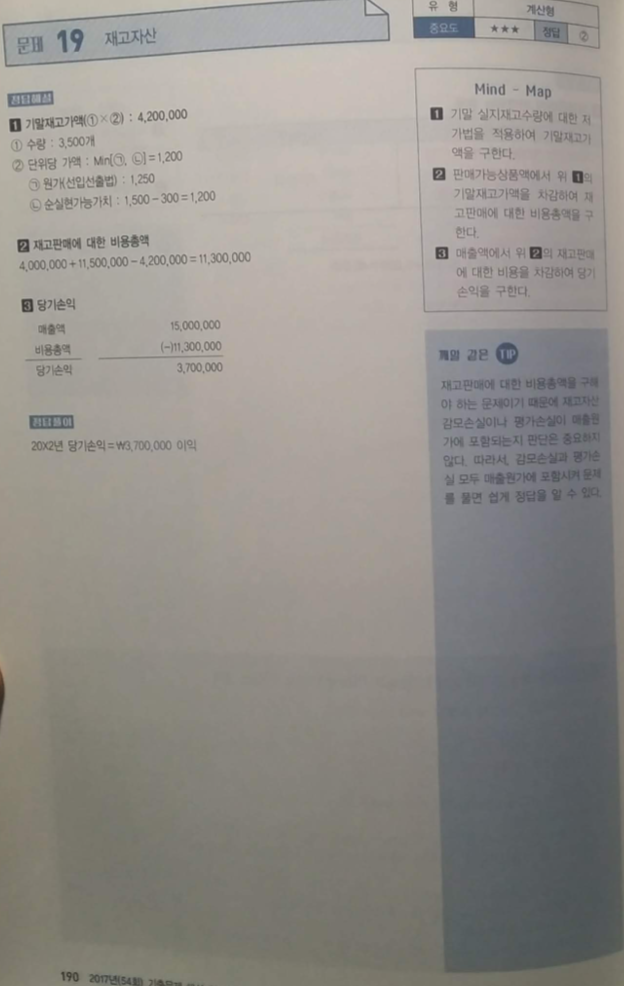 문제 19 재고자산
유 형 계산형
중요도 ★★★ 정답 ②
정답해설
1 기말재고가액(①×②) : 4,200,000
① 수량 : 3,500개
② 단위당 가액 : Min[㉠, ㉡]=1,200
㉠ 원가(선입선출법) : 1,250
㉡ 순실현가능가치 : 1,500-300=1,200
2 재고판매에 대한 비용총액
4,000,000+11,500,000-4,200,000=11,300,000
3 당기손익
매출액 15,000,000
비용총액 (-)11,300,000
당기손익 3,700,000
정답풀이
20X2년 당기손익=₩3,700,000 이익
Mind - Map
1 기말 실지재고수량에 대한 저
가법을 적용하여 기말재고가
액을 구한다.
2 판매가능상품액에서 위 1의
기말재고가액을 차감하여 재
고판매에 대한 비용총액을 구
한다.
3 매출액에서 위 2의 재고판매
에 대한 비용을 차감하여 당기
손익을 구한다.
깨알 같은 TIP
재고판매에 대한 비용총액을 구해
야 하는 문제이기 때문에 재고자산
감모손실이나 평가손실이 매출원
가에 포함되는지 판단은 중요하지
않다. 따라서, 감모손실과 평가손
실 모두 매출원가에 포함시켜 문제
를 풀면 쉽게 정답을 알 수 있다.
190 2017년(54회)